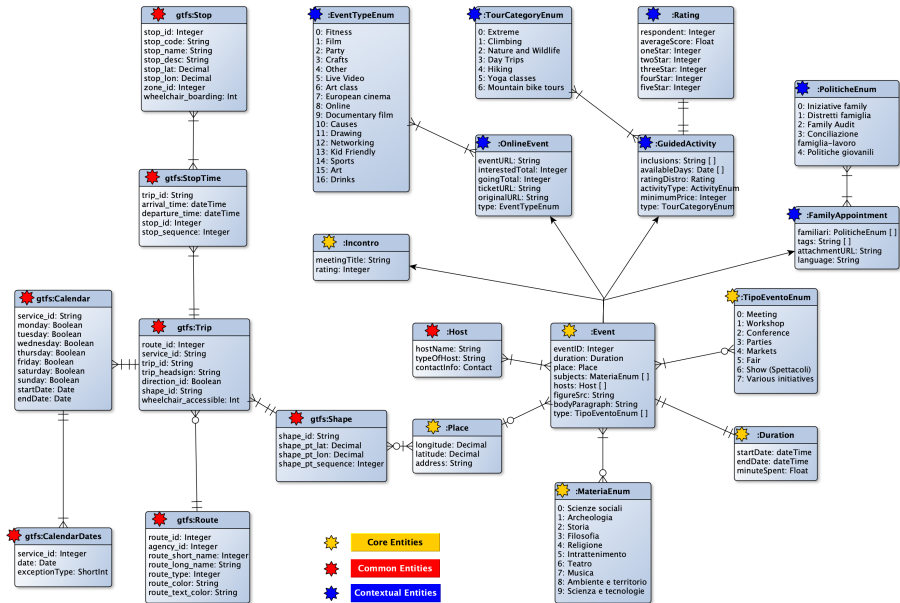 gtfs:Stop
stop_id: Integer
stop_code: String
stop_name: String
stop_desc: String
stop_lat: Decimal
stop_lon: Decimal
zone_id: Integer
wheelchair_boarding: Int
:EventTypeEnum
0: Fitness
1: Film
2: Party
3: Crafts
4: Other
5: Live Video
6: Art class
7: European cinema
8: Online
9: Documentary film
10: Causes
11: Drawing
12: Networking
13: Kid Friendly
14: Sports
15: Art
16: Drinks
:TourCategoryEnum
0: Extreme
1: Climbing
2: Nature and Wildlife
3: Day Trips
4: Hiking
5: Yoga classes
6: Mountain bike tours
:Rating
respondent: Integer
averageScore: Float
oneStar: Integer
twoStar: Integer
threeStar: Integer
fourStar: Integer
fiveStar: Integer
:PoliticheEnum
0: Iniziative family
1: Distretti famiglia
2: Family Audit
3: Conciliazione
famiglia-lavoro
4: Politiche giovanili
:OnlineEvent
eventURL: String
interestedTotal: Integer
goingTotal: Integer
ticketURL: String
originalURL: String
type: EventTypeEnum
:GuidedActivity
inclusions: String [ ]
availableDays: Date [ ]
ratingDistro: Rating
activityType: ActivityEnum
minimumPrice: Integer
type: TourCategoryEnum
gtfs:StopTime
trip_id: String
arrival_time: dateTime
departure_time: dateTime
stop_id: Integer
stop_sequence: Integer
:FamilyAppointment
familiari: PoliticheEnum [ ]
tags: String [ ]
attachmentURL: String
language: String
:Incontro
meetingTitle: String
rating: Integer
gtfs:Calendar
service_id: String
monday: Boolean
tuesday: Boolean
wednesday: Boolean
thursday: Boolean
friday: Boolean
saturday: Boolean
sunday: Boolean
startDate: Date
endDate: Date
gtfs:Trip
route_id: Integer
service_id: String
trip_id: String
trip_headsign: String
direction_id: Boolean
shape_id: String
wheelchair_accessible: Int
:Host
hostName: String
typeOfHost: String
contactInfo: Contact
:Event
eventID: Integer
duration: Duration
place: Place
subjects: MateriaEnum [ ]
hosts: Host [ ]
figureSrc: String
bodyParagraph: String
type: TipoEventoEnum [ ]
:TipoEventoEnum
0: Meeting
1: Workshop
2: Conference
3: Parties
4: Markets
5: Fair
6: Show (Spettacoli)
7: Various initiatives
gtfs:Shape
shape_id: String
shape_pt_lat: Decimal
shape_pt_lon: Decimal
shape_pt_sequence: Integer
:Place
longitude: Decimal
latitude: Decimal
address: String
:Duration
startDate: dateTime
endDate: dateTime
minuteSpent: Float
:MateriaEnum
0: Scienze sociali
1: Archeologia
2: Storia
3: Filosofia
4: Religione
5: Intrattenimento
6: Teatro
7: Musica
8: Ambiente e territorio
9: Scienza e tecnologie
gtfs:CalendarDates
service_id: Integer
date: Date
exceptionType: ShortInt
gtfs:Route
route_id: Integer
agency_id: Integer
route_short_name: Integer
route_long_name: String
route_type: Integer
route_color: String
route_text_color: String
Core Entities
Common Entities
Contextual Entities